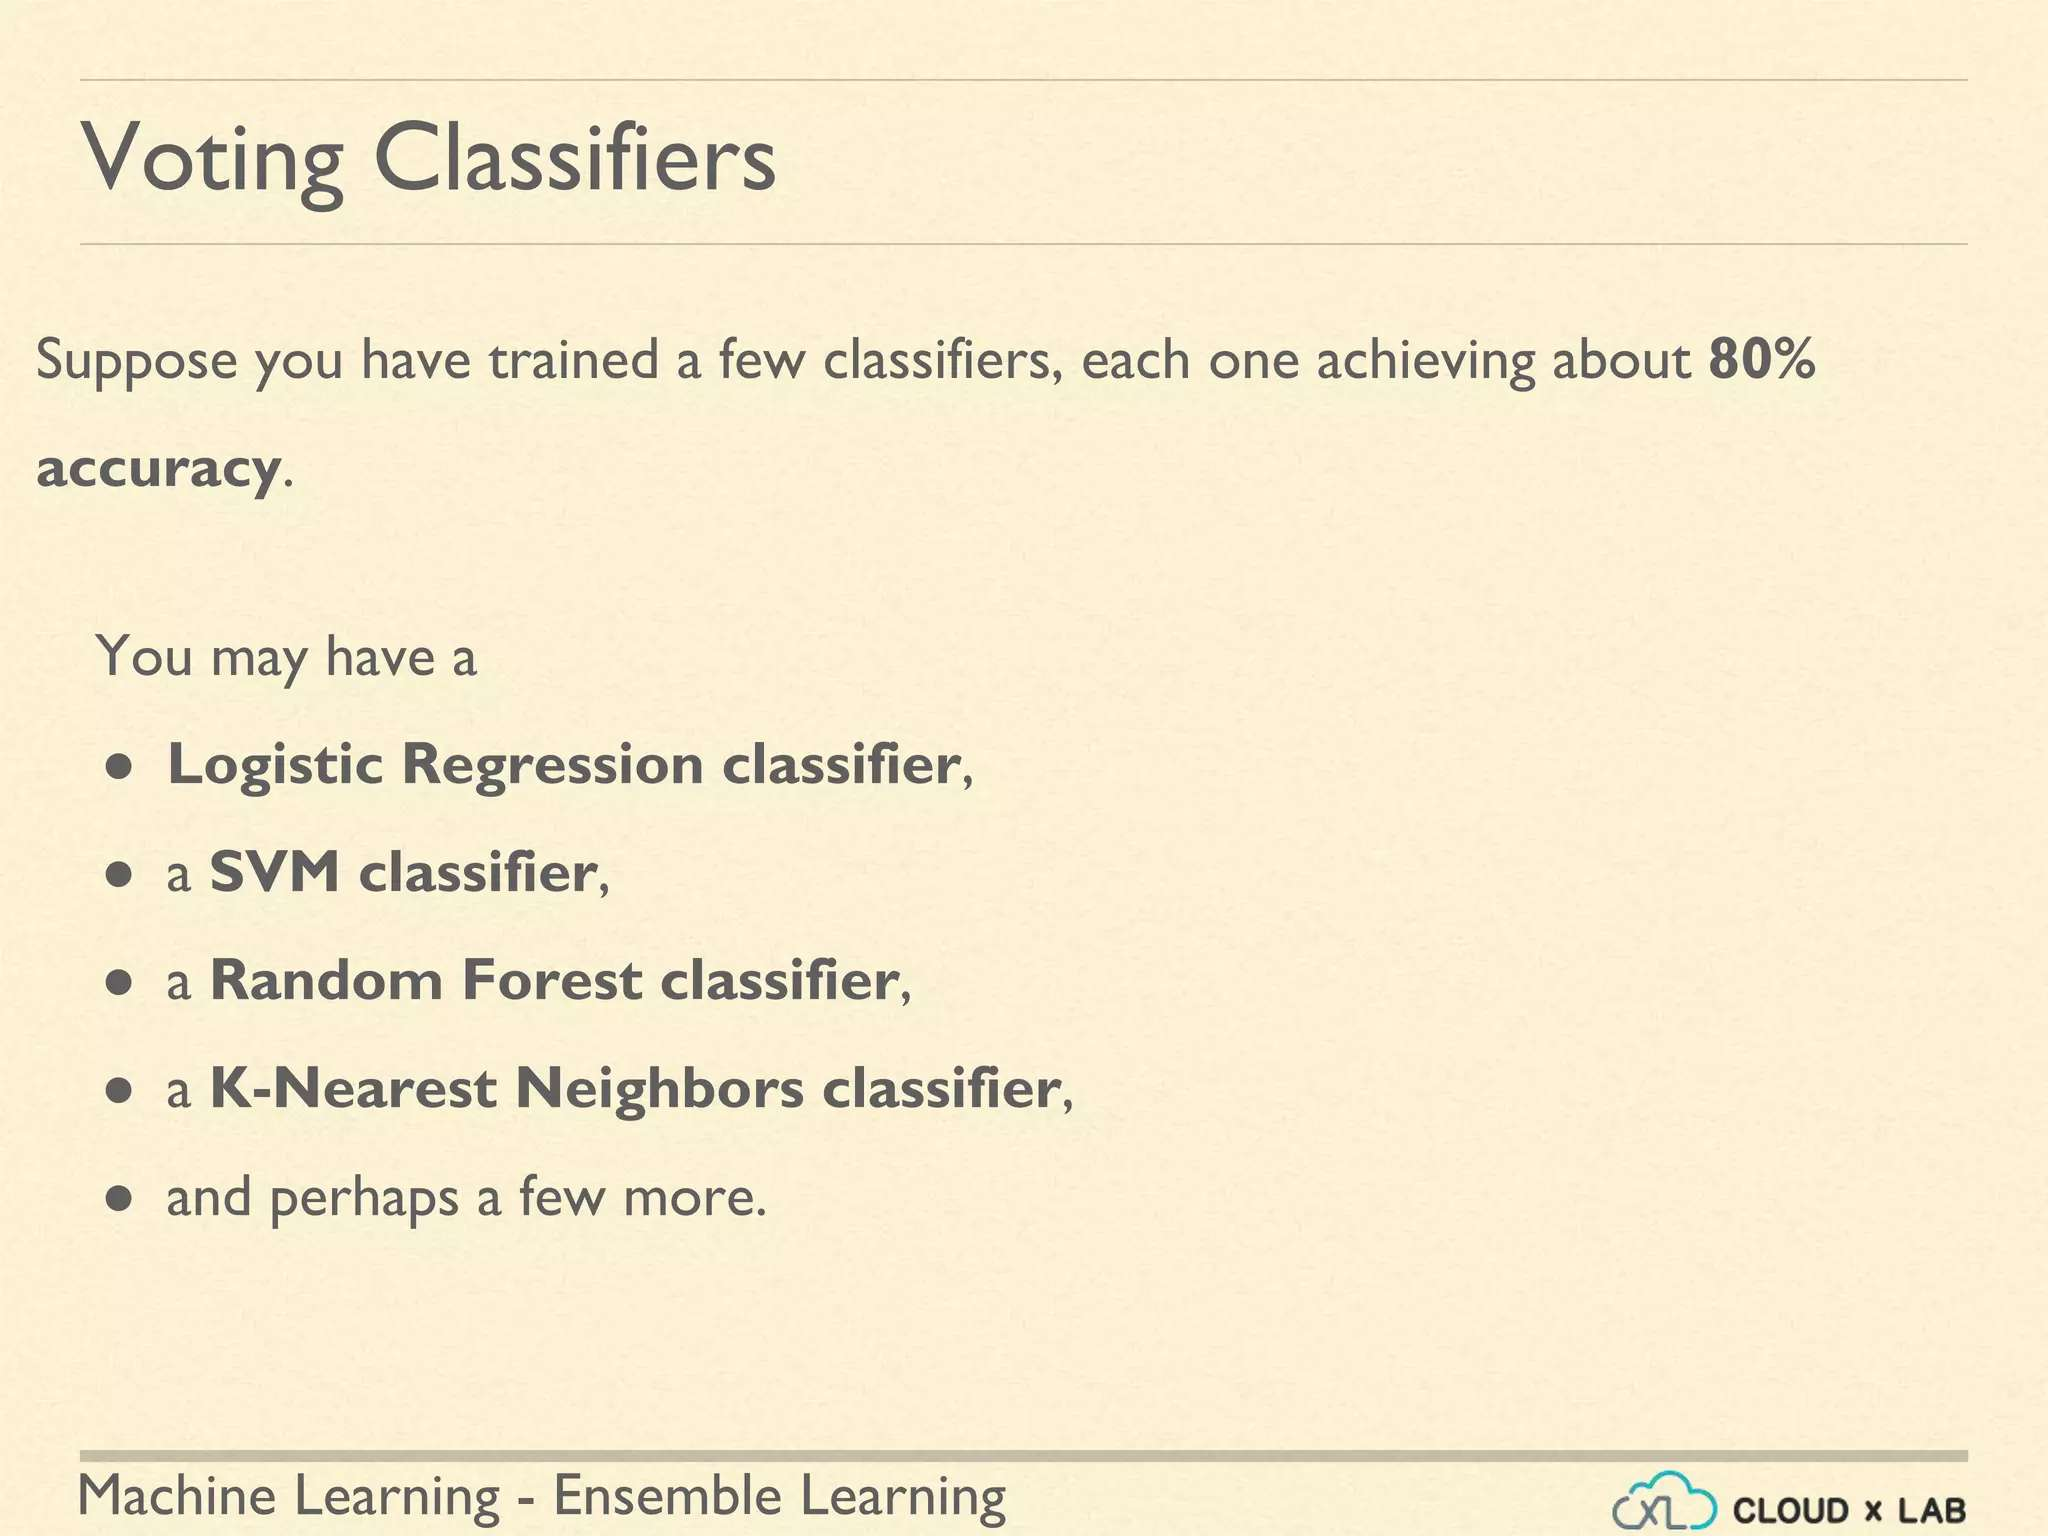 Voting Classifiers
Suppose you have trained a few classifiers, each one achieving about 80%
accuracy.
You may have a
● Logistic Regression classifier,
● a SVM classifier,
● a Random Forest classifier,
● a K-Nearest Neighbors classifier,
● and perhaps a few more.
Machine Learning - Ensemble Learning
CXL CLOUD x LAB